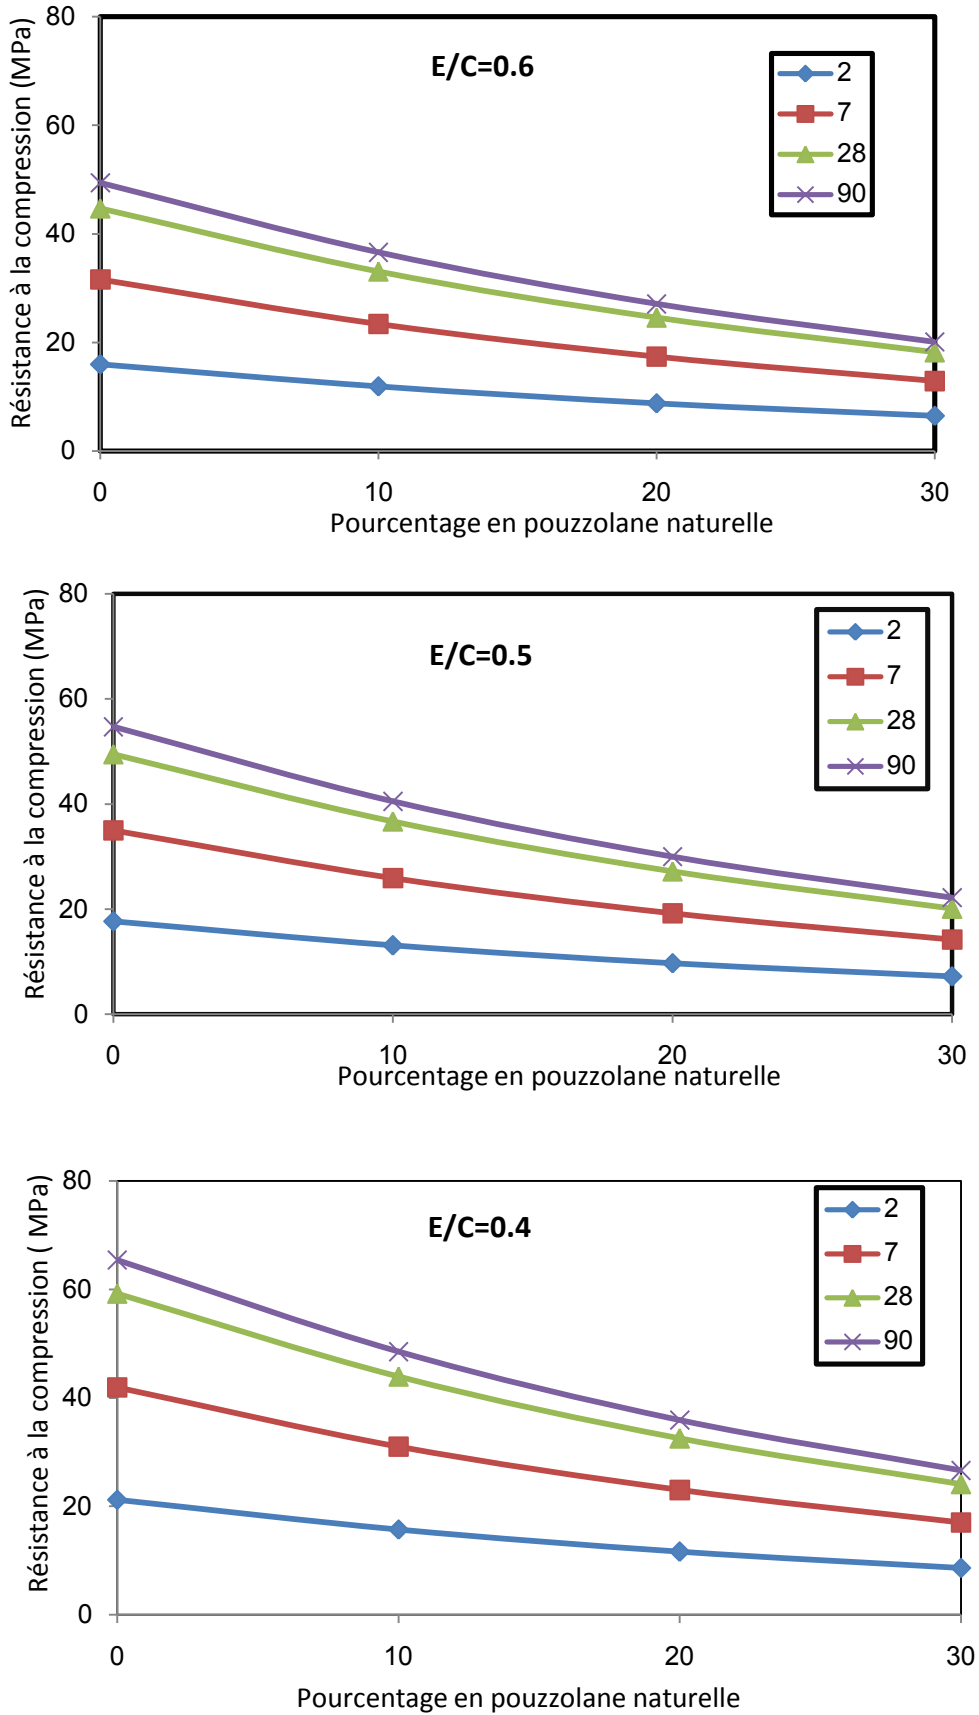 80
60
40
20
0
Résistance à la compression (MPa)
E/C=0.6
2
7
28
90
0 10 20 30
Pourcentage en pouzzolane naturelle
80
60
40
20
0
Résistance à la compression (MPa)
E/C=0.5
2
7
28
90
0 10 20 30
Pourcentage en pouzzolane naturelle
80
60
40
20
0
Résistance à la compression ( MPa)
E/C=0.4
2
7
28
90
0 10 20 30
Pourcentage en pouzzolane naturelle